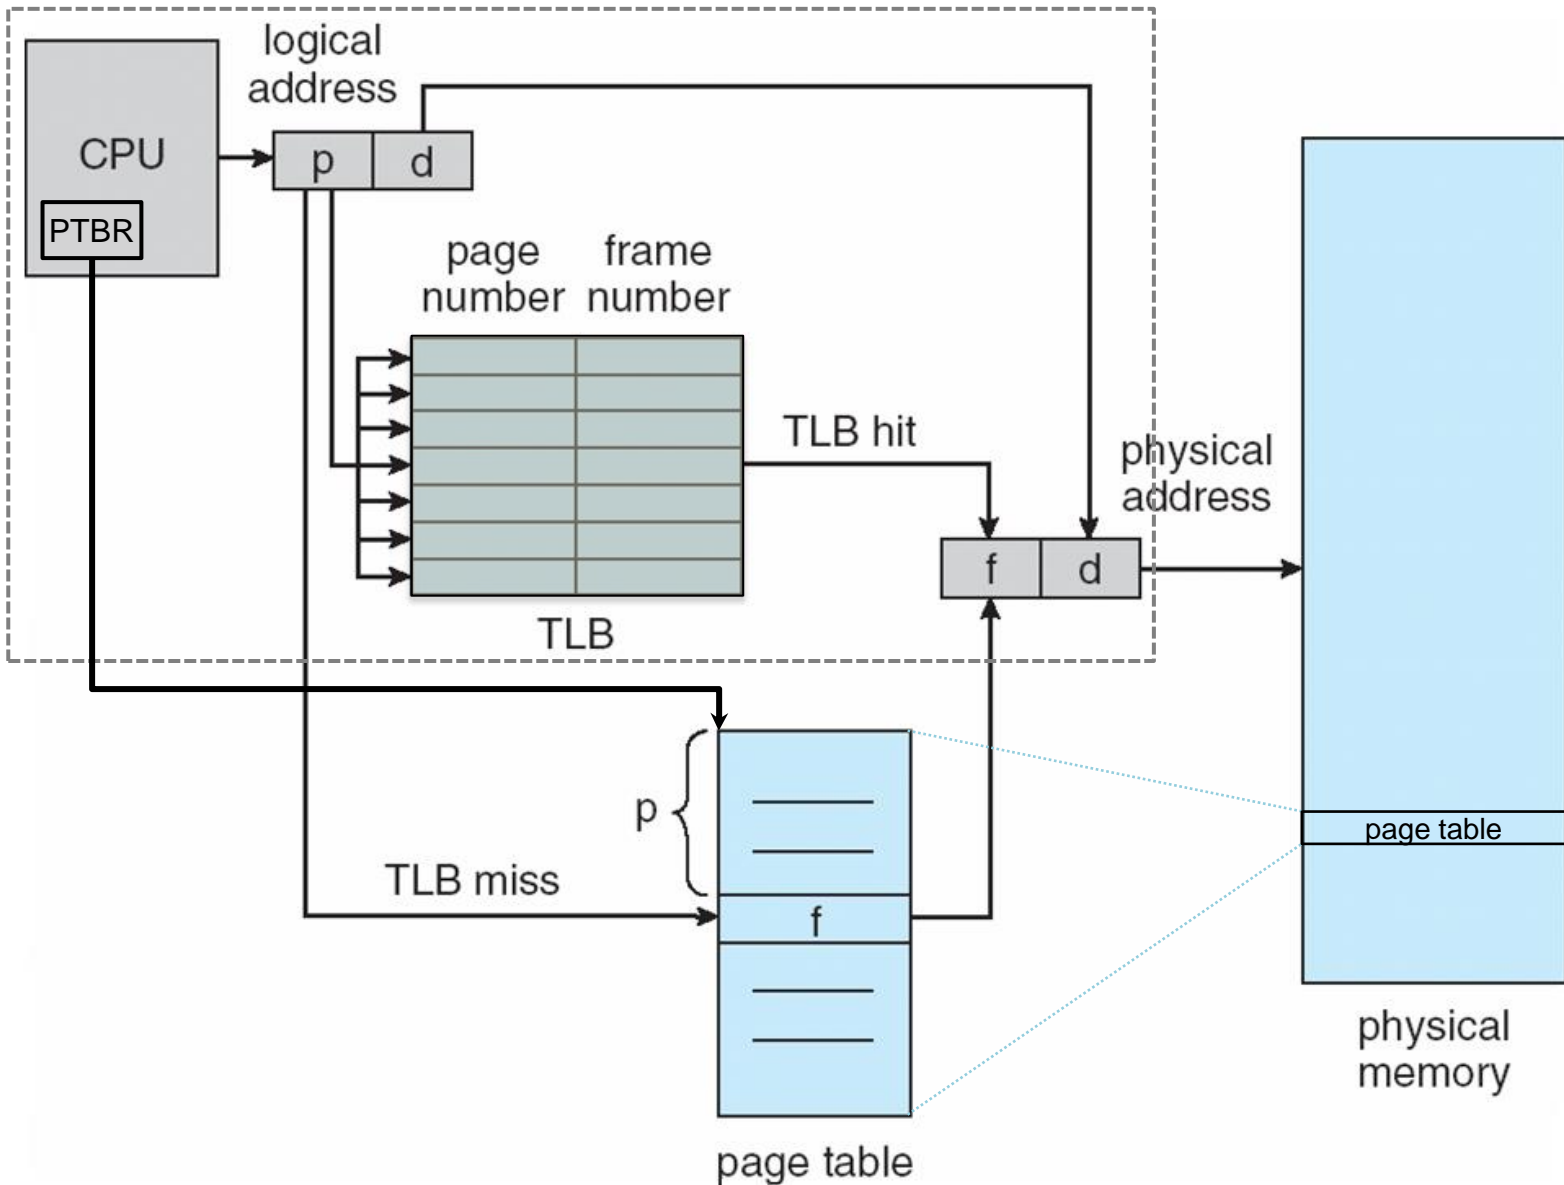 logical
address
CPU
p
d
PTBR
page
number
frame
number
TLB hit
physical
address
f
d
TLB
p
page table
TLB miss
f
physical
memory
page table